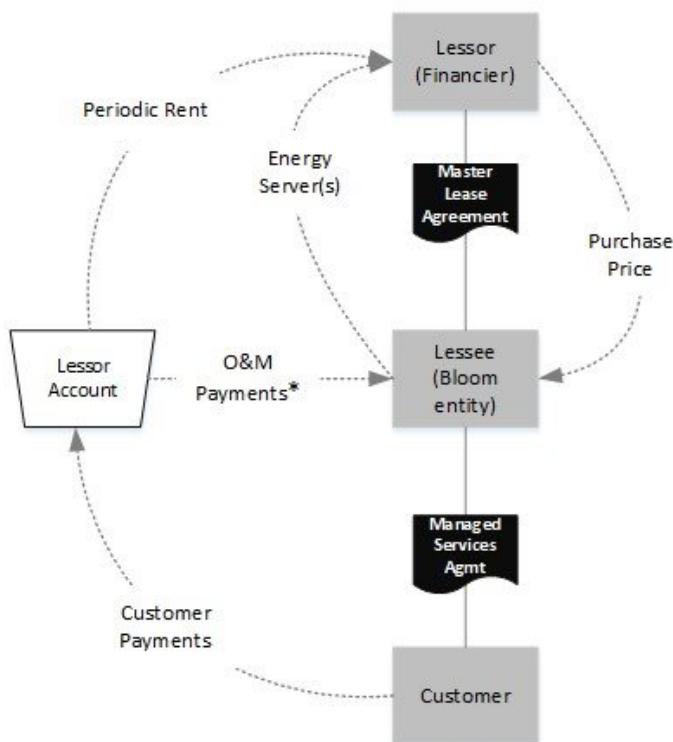 Lessor
(Financier)
Periodic Rent
Energy
Server(s)
Master
Lease
Agreement
Purchase
Price
Lessor
Account
O&M
Payments*
Lessee
(Bloom
entity)
Managed
Services
Agmt
Customer
Payments
Customer